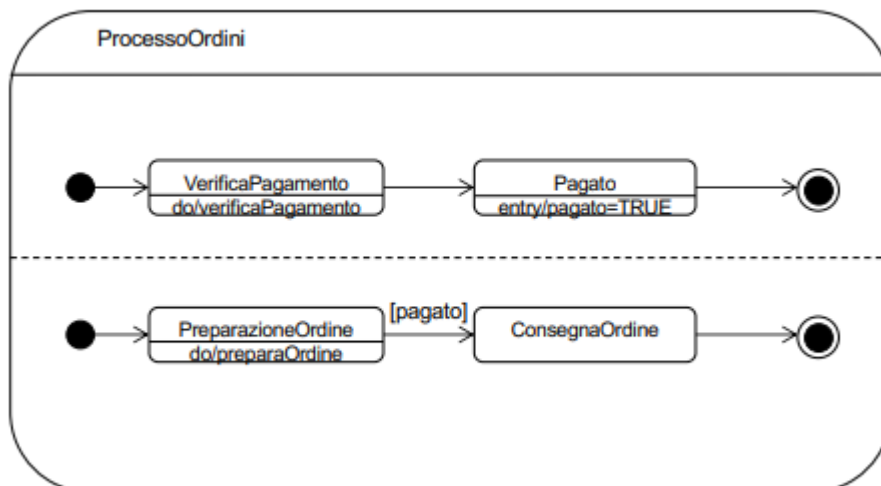 ProcessoOrdini
VerificaPagamento
do/verificaPagamento
Pagato
entry/pagato=TRUE
PreparazioneOrdine
do/preparaOrdine
[pagato]
ConsegnaOrdine